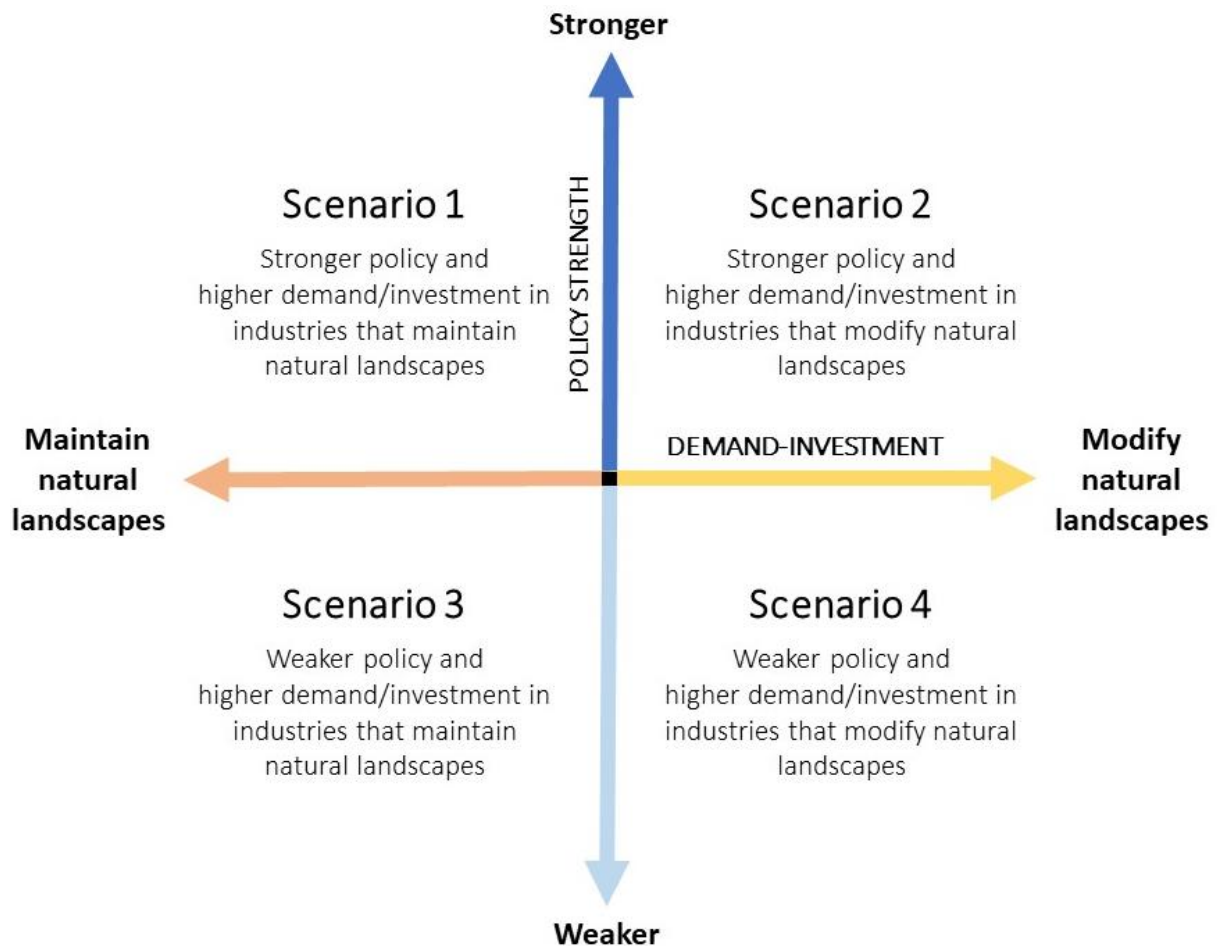 Stronger
POLICY STRENGTH
Scenario 1
Stronger policy and
higher demand/investment in
industries that maintain
natural landscapes
Scenario 2
Stronger policy and
higher demand/investment in
industries that modify natural
landscapes
Maintain
natural
landscapes
DEMAND-INVESTMENT
Modify
natural
landscapes
Scenario 3
Weaker policy and
higher demand/investment in
industries that maintain
natural landscapes
Scenario 4
Weaker policy and
higher demand/investment in
industries that modify natural
landscapes
Weaker